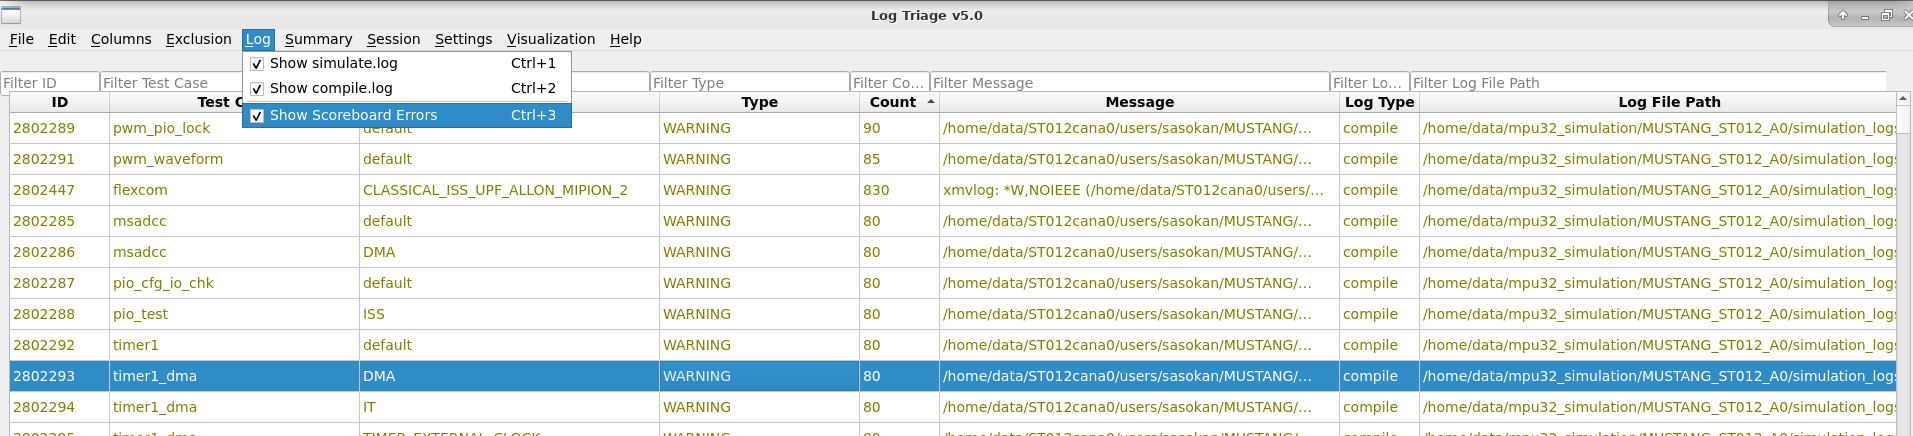 Log Triage v5.0
File Edit Columns Exclusion Log Summary Session Settings Visualization Help
Show simulate.log Ctrl+1
Show compile.log Ctrl+2
Show Scoreboard Errors Ctrl+3
Filter ID Filter Test Case Filter Type Filter Co... Filter Message Filter Lo... Filter Log File Path
ID Test C Type Count Message Log Type Log File Path
2802289 pwm_pio_lock default WARNING 90 /home/data/ST012cana0/users/sasokan/MUSTANG/... compile /home/data/mpu32_simulation/MUSTANG_ST012_A0/simulation_logs
2802291 pwm_waveform default WARNING 85 /home/data/ST012cana0/users/sasokan/MUSTANG/... compile /home/data/mpu32_simulation/MUSTANG_ST012_A0/simulation_logs
2802447 flexcom CLASSICAL_ISS_UPF_ALLON_MIPION_2 WARNING 830 xmvlog: *W,NOIEEE (/home/data/ST012cana0/users/... compile /home/data/mpu32_simulation/MUSTANG_ST012_A0/simulation_logs
2802285 msadcc default WARNING 80 /home/data/ST012cana0/users/sasokan/MUSTANG/... compile /home/data/mpu32_simulation/MUSTANG_ST012_A0/simulation_logs
2802286 msadcc DMA WARNING 80 /home/data/ST012cana0/users/sasokan/MUSTANG/... compile /home/data/mpu32_simulation/MUSTANG_ST012_A0/simulation_logs
2802287 pio_cfg_io_chk default WARNING 80 /home/data/ST012cana0/users/sasokan/MUSTANG/... compile /home/data/mpu32_simulation/MUSTANG_ST012_A0/simulation_logs
2802288 pio_test ISS WARNING 80 /home/data/ST012cana0/users/sasokan/MUSTANG/... compile /home/data/mpu32_simulation/MUSTANG_ST012_A0/simulation_logs
2802292 timer1 default WARNING 80 /home/data/ST012cana0/users/sasokan/MUSTANG/... compile /home/data/mpu32_simulation/MUSTANG_ST012_A0/simulation_logs
2802293 timer1_dma DMA WARNING 80 /home/data/ST012cana0/users/sasokan/MUSTANG/... compile /home/data/mpu32_simulation/MUSTANG_ST012_A0/simulation_logs
2802294 timer1_dma IT WARNING 80 /home/data/ST012cana0/users/sasokan/MUSTANG/... compile /home/data/mpu32_simulation/MUSTANG_ST012_A0/simulation_logs